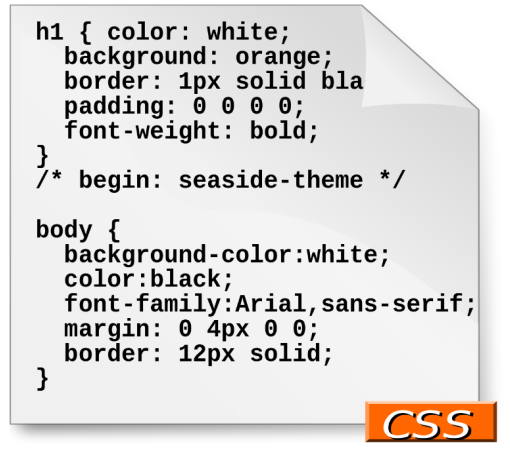 h1 { color: white;
  background: orange;
  border: 1px solid bla
  padding: 0 0 0 0;
  font-weight: bold;
}
/* begin: seaside-theme */

body {
  background-color:white;
  color:black;
  font-family:Arial,sans-serif;
  margin: 0 4px 0 0;
  border: 12px solid;
}
CSS